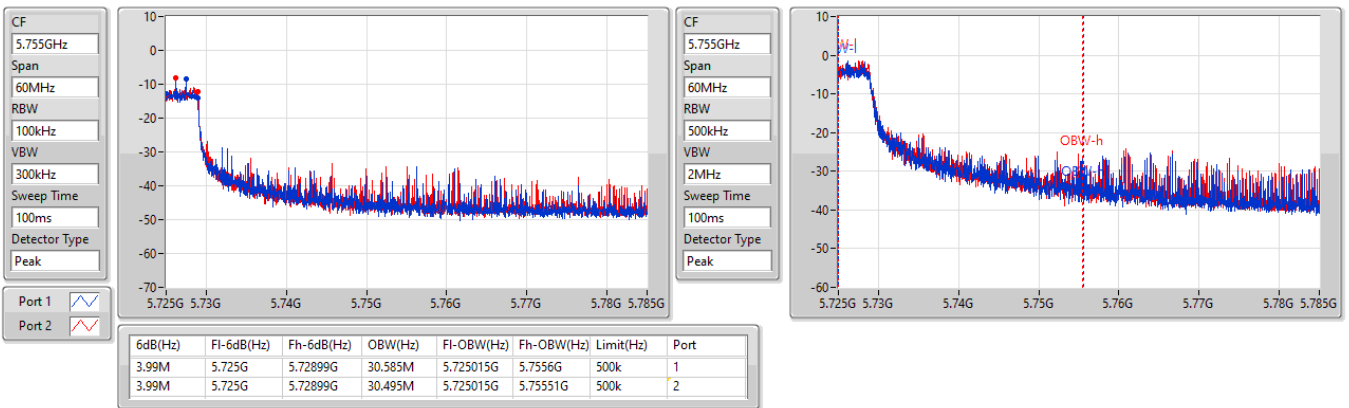 CF
5.755GHz
Span
60MHz
RBW
100kHz
VBW
300kHz
Sweep Time
100ms
Detector Type
Peak
Port 1
Port 2
10
0
-10
-20
-30
-40
-50
-60
-70
5.725G 5.73G 5.74G 5.75G 5.76G 5.77G 5.78G 5.785G
CF
5.755GHz
Span
60MHz
RBW
500kHz
VBW
2MHz
Sweep Time
100ms
Detector Type
Peak
10
0
-10
-20
-30
-40
-50
-60
OBW-h
5.725G 5.73G 5.74G 5.75G 5.76G 5.77G 5.78G 5.785G
6dB(Hz) Fl-6dB(Hz) Fh-6dB(Hz) OBW(Hz) Fl-OBW(Hz) Fh-OBW(Hz) Limit(Hz) Port
3.99M 5.725G 5.72899G 30.585M 5.725015G 5.7556G 500k 1
3.99M 5.725G 5.72899G 30.495M 5.725015G 5.75551G 500k 2